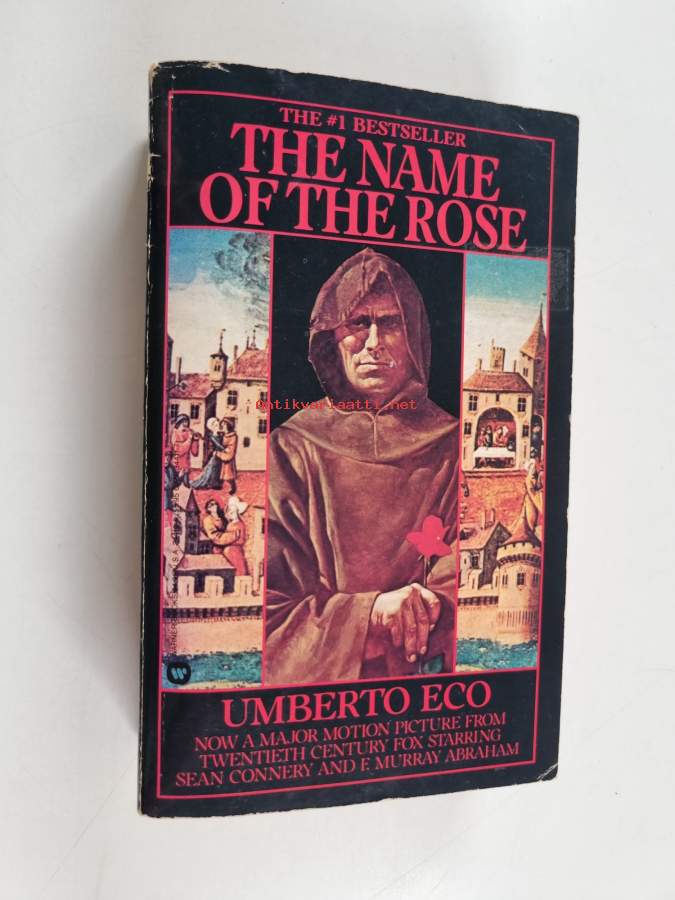 THE #1 BESTSELLER
THE NAME
OF THE ROSE
antikvariaatti.net
UMBERTO ECO
NOW A MAJOR MOTION PICTURE FROM
TWENTIETH CENTURY FOX STARRING
SEAN CONNERY AND F. MURRAY ABRAHAM